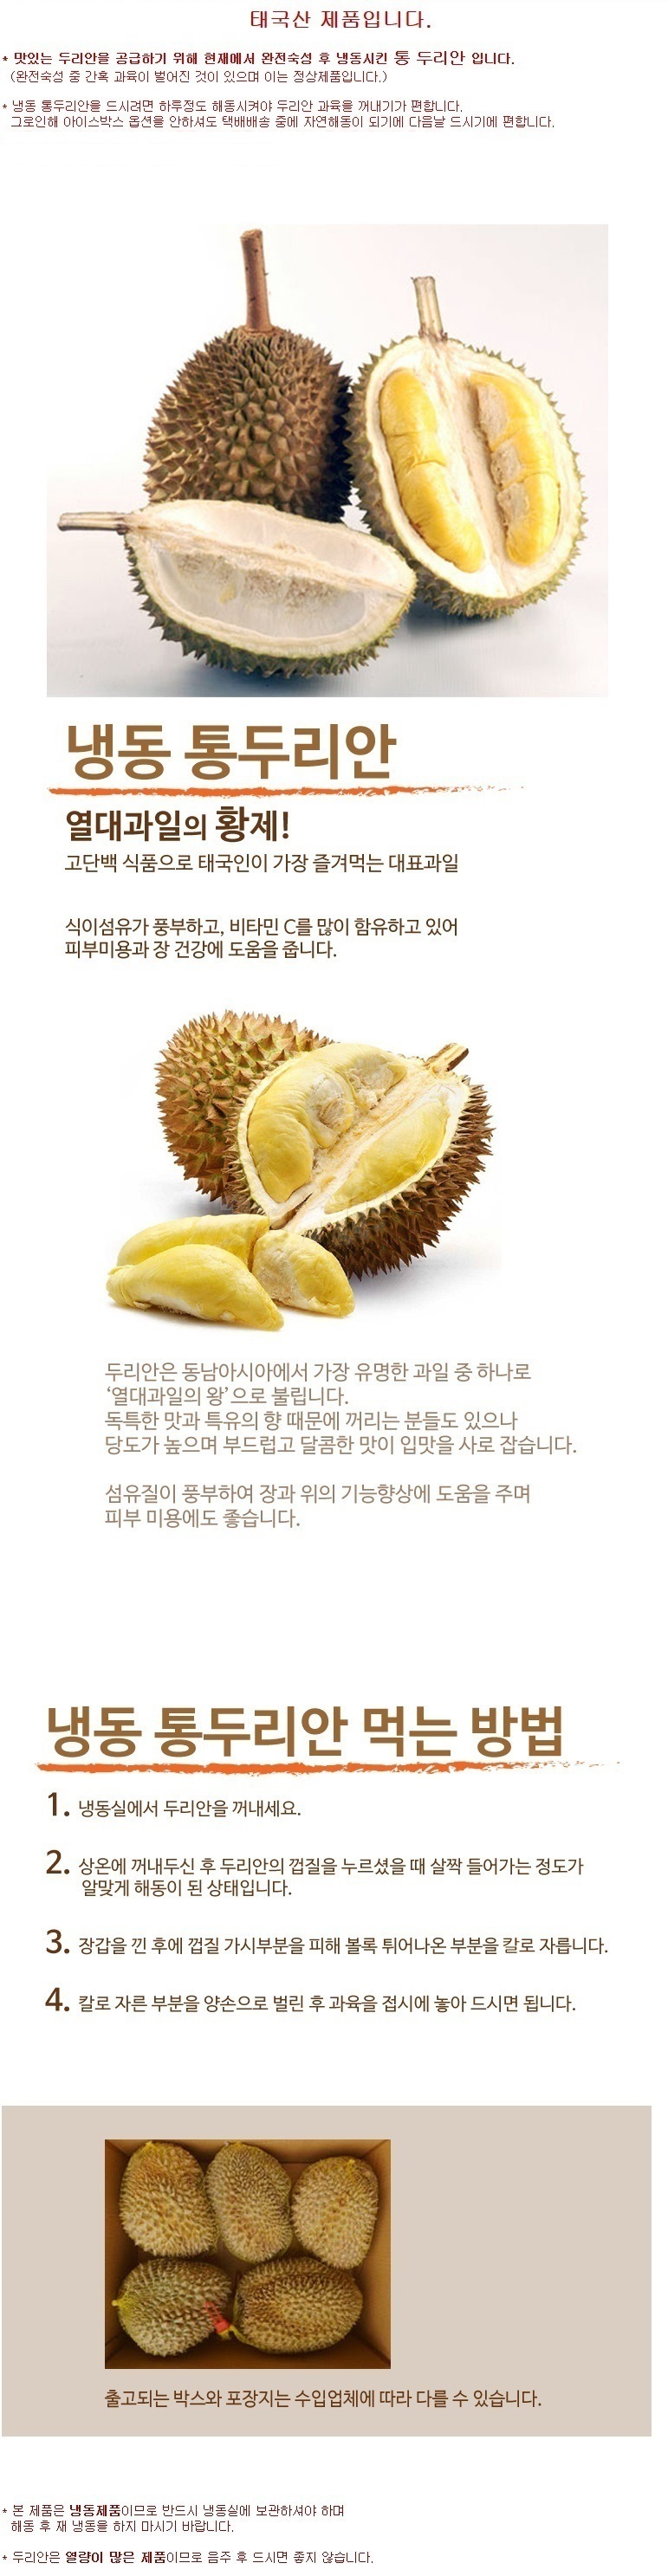 태국산 제품입니다.
* 맛있는 두리안을 공급하기 위해 현재에서 완전숙성 후 냉동시킨 통 두리안 입니다.
(완전숙성 중 간혹 과육이 벌어진 것이 있으며 이는 정상제품입니다.)
* 냉동 통두리안을 드시려면 하루정도 해동시켜야 두리안 과육을 꺼내기가 편합니다.
그로인해 아이스박스 옵션을 안하셔도 택배배송 중에 자연해동이 되기에 다음날 드시기에 편합니다.
냉동 통두리안
열대과일의 황제!
고단백 식품으로 태국인이 가장 즐겨먹는 대표과일
식이섬유가 풍부하고, 비타민 C를 많이 함유하고 있어
피부미용과 장 건강에 도움을 줍니다.
두리안은 동남아시아에서 가장 유명한 과일 중 하나로
‘열대과일의 왕’으로 불립니다.
독특한 맛과 특유의 향 때문에 꺼리는 분들도 있으나
당도가 높으며 부드럽고 달콤한 맛이 입맛을 사로 잡습니다.
섬유질이 풍부하여 장과 위의 기능향상에 도움을 주며
피부 미용에도 좋습니다.
냉동 통두리안 먹는 방법
1. 냉동실에서 두리안을 꺼내세요.
2. 상온에 꺼내두신 후 두리안의 껍질을 누르셨을 때 살짝 들어가는 정도가
알맞게 해동이 된 상태입니다.
3. 장갑을 낀 후에 껍질 가시부분을 피해 볼록 튀어나온 부분을 칼로 자릅니다.
4. 칼로 자른 부분을 양손으로 벌린 후 과육을 접시에 놓아 드시면 됩니다.
출고되는 박스와 포장지는 수입업체에 따라 다를 수 있습니다.
* 본 제품은 냉동제품이므로 반드시 냉동실에 보관하셔야 하며
해동 후 재 냉동을 하지 마시기 바랍니다.
* 두리안은 열량이 많은 제품이므로 음주 후 드시면 좋지 않습니다.